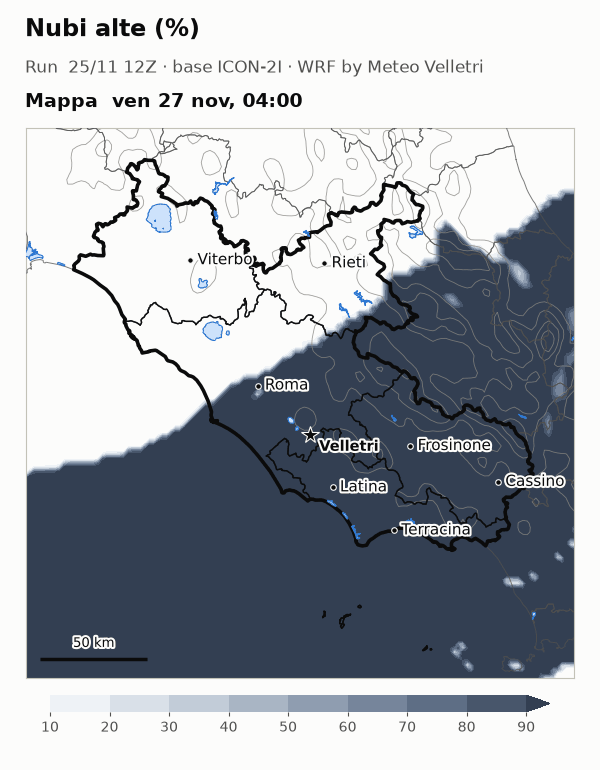 Nubi alte (%)
Run  25/11 12Z · base ICON-2I · WRF by Meteo Velletri
Mappa  ven 27 nov, 04:00
Viterbo
Rieti
Roma
Velletri
Frosinone
Cassino
Latina
Terracina
50 km
10 20 30 40 50 60 70 80 90